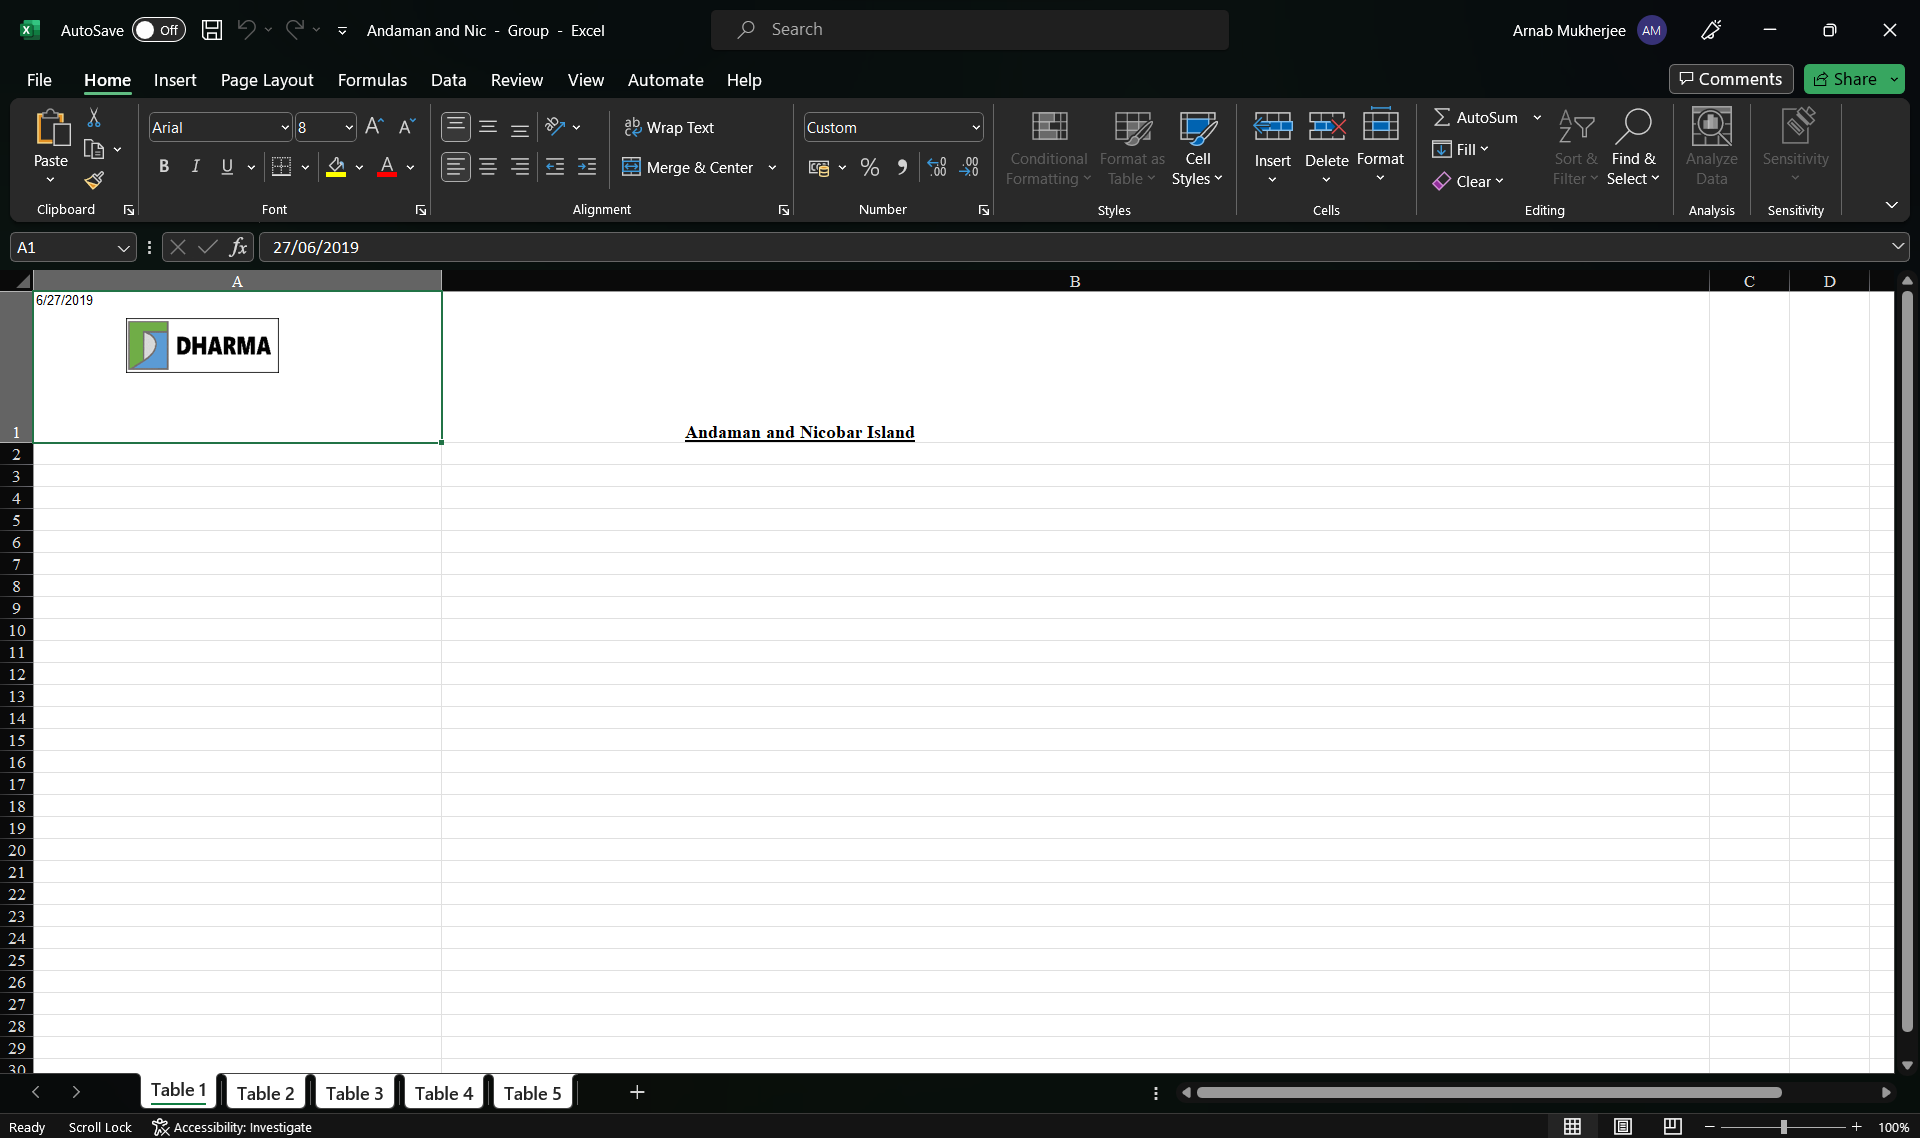 AutoSave Off Andaman and Nic - Group - Excel Search Arnab Mukherjee AM
File Home Insert Page Layout Formulas Data Review View Automate Help Comments Share
Paste
Clipboard
Arial 8
B I U A
Font
Wrap Text
Merge & Center
Alignment
Custom
% 
Number
Conditional Formatting
Format as Table
Cell Styles
Styles
Insert
Delete
Format
Cells
AutoSum
Fill
Clear
Sort & Filter
Find & Select
Editing
Analyze Data
Analysis
Sensitivity
Sensitivity
A1 fx 27/06/2019
A B C D
6/27/2019
DHARMA
1 Andaman and Nicobar Island
2
3
4
5
6
7
8
9
10
11
12
13
14
15
16
17
18
19
20
21
22
23
24
25
26
27
28
29
30
Table 1 Table 2 Table 3 Table 4 Table 5
Ready Scroll Lock Accessibility: Investigate 100%